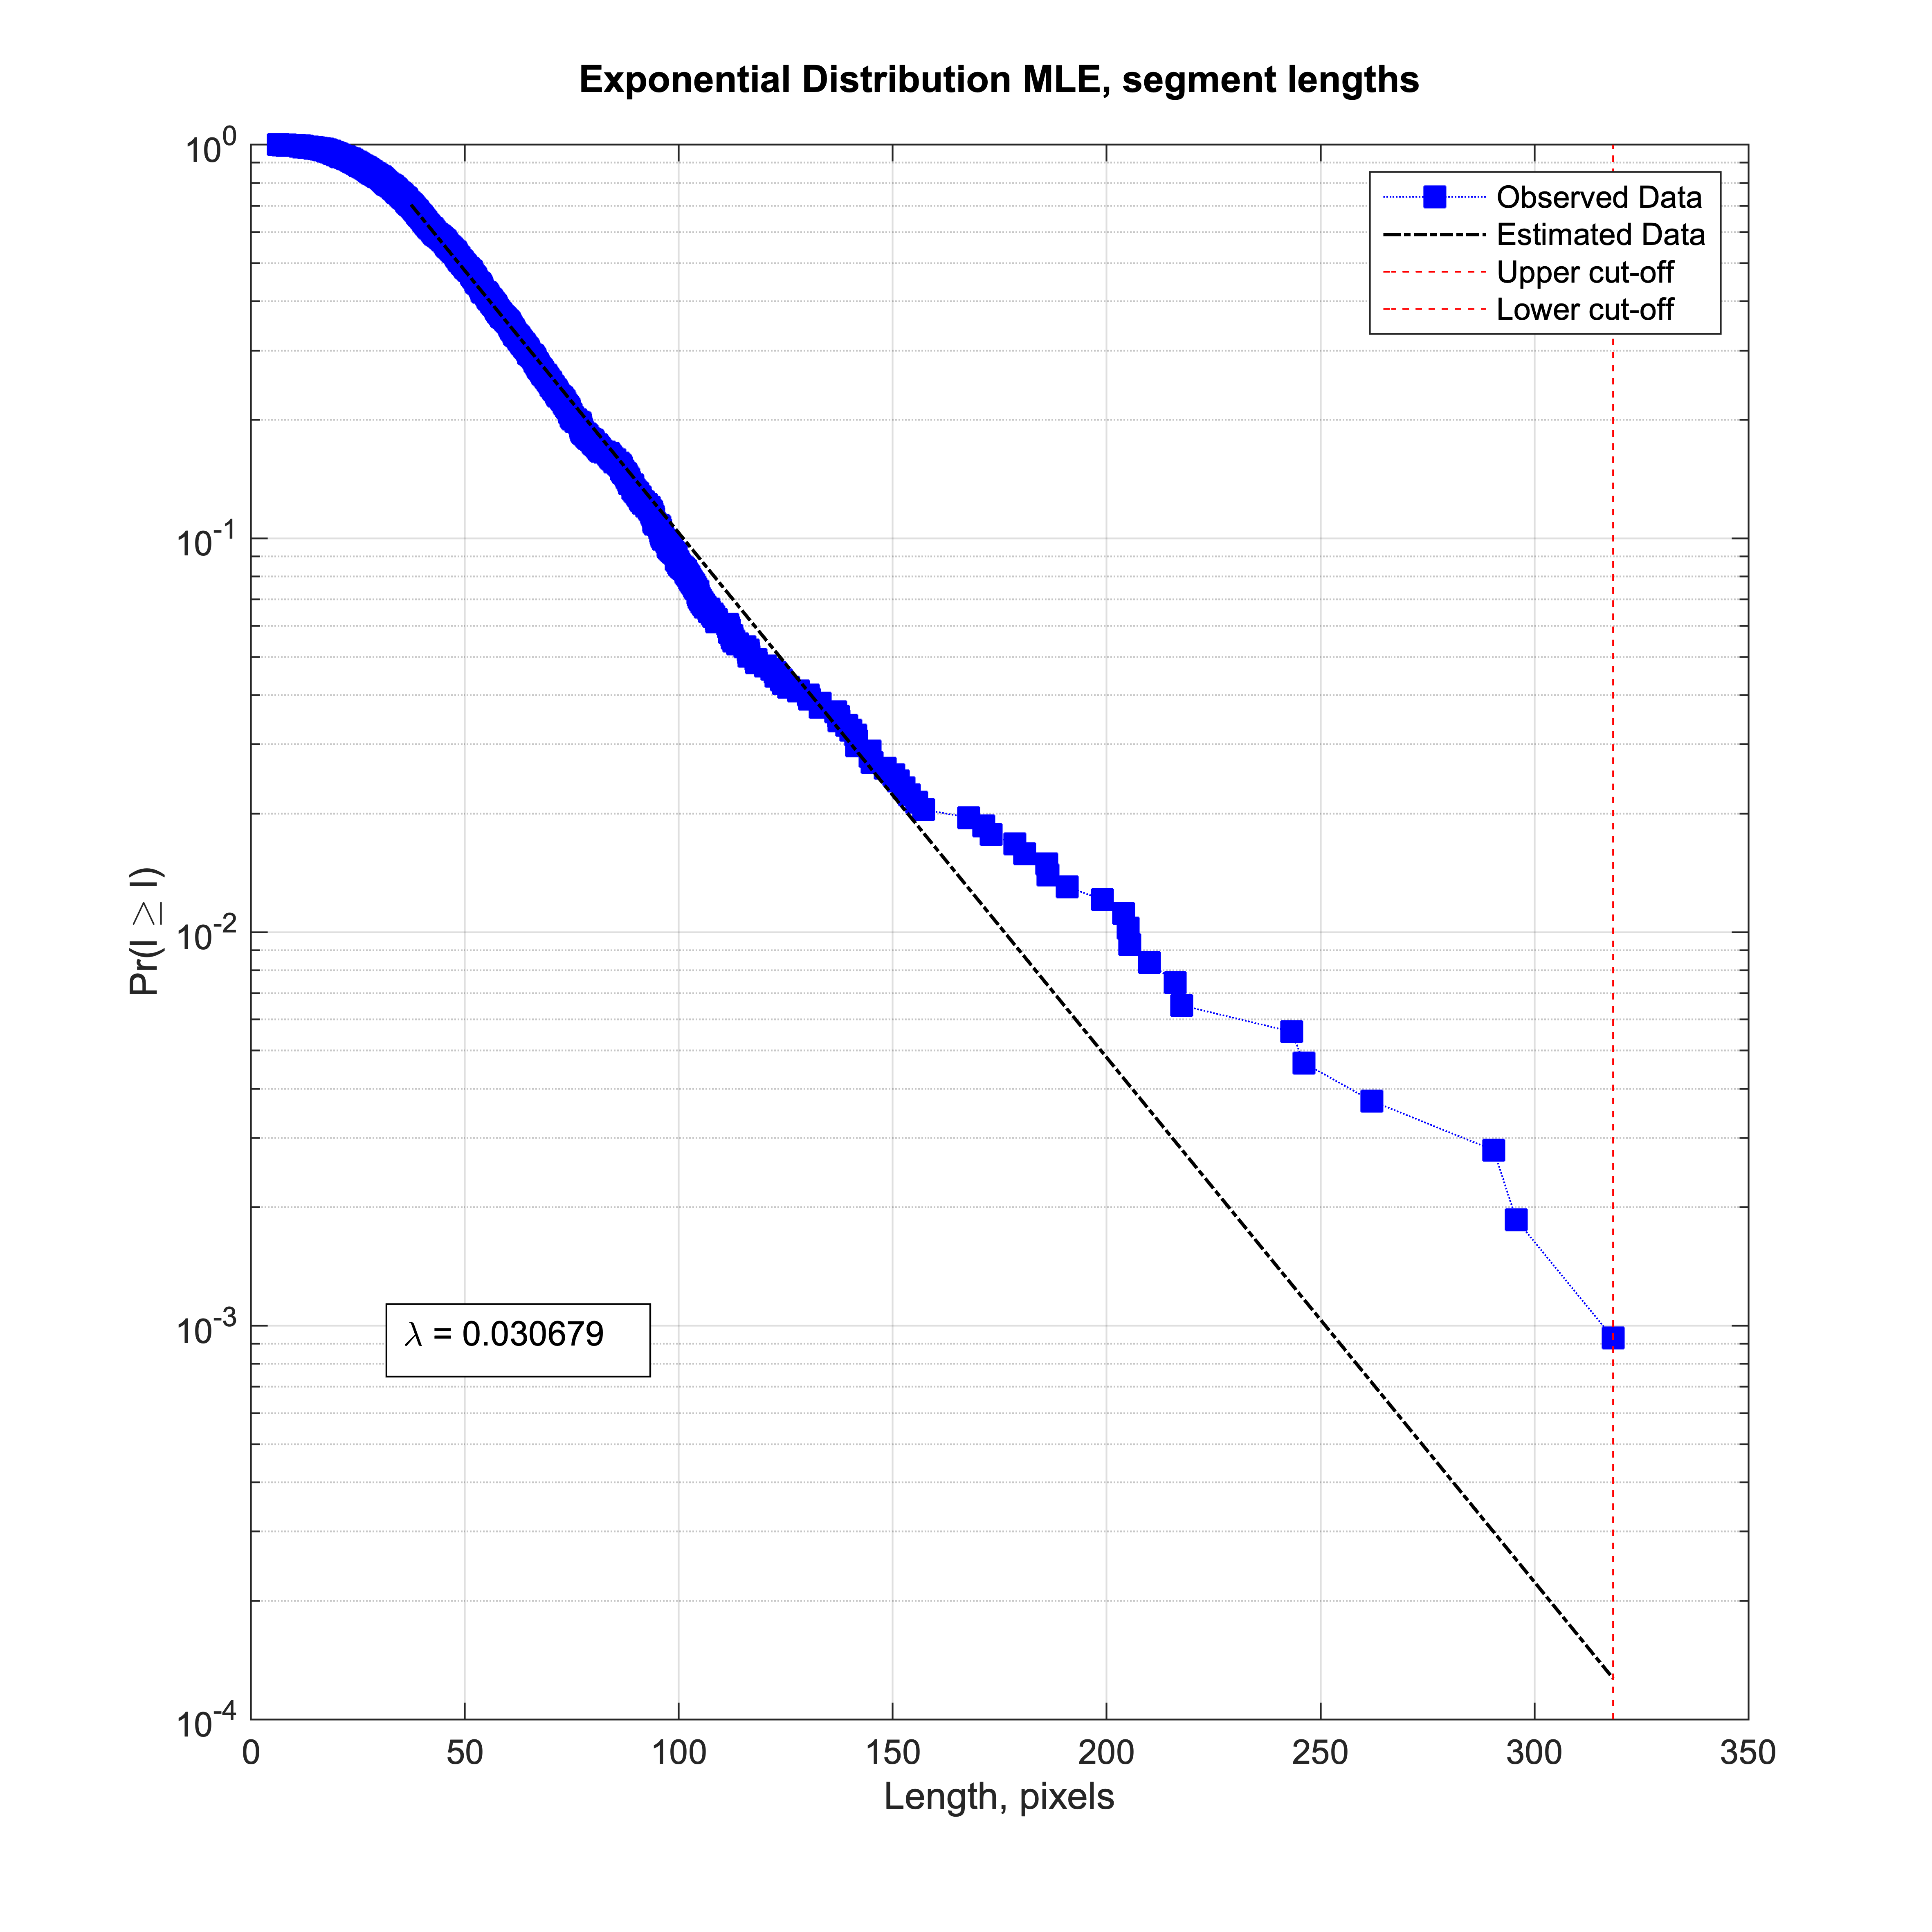 Exponential Distribution MLE, segment lengths
Observed Data
Estimated Data
Upper cut-off
Lower cut-off
10^0
10^-1
10^-2
10^-3
10^-4
Pr(l ≥ l)
λ = 0.030679
0 50 100 150 200 250 300 350
Length, pixels